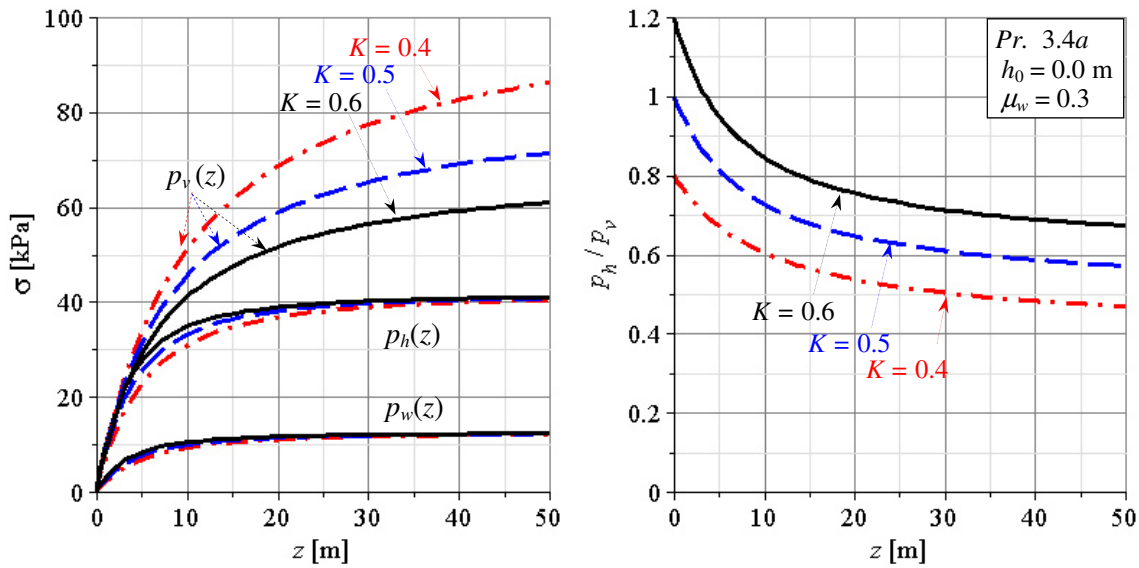 100
80
60
40
20
0
σ [kPa]
K = 0.4
K = 0.5
K = 0.6
p_v(z)
p_h(z)
p_w(z)
0 10 20 30 40 50
z [m]
1.2
1
0.8
0.6
0.4
0.2
0
p_h / p_v
Pr. 3.4a
h_0 = 0.0 m
μ_w = 0.3
K = 0.6
K = 0.5
K = 0.4
0 10 20 30 40 50
z [m]